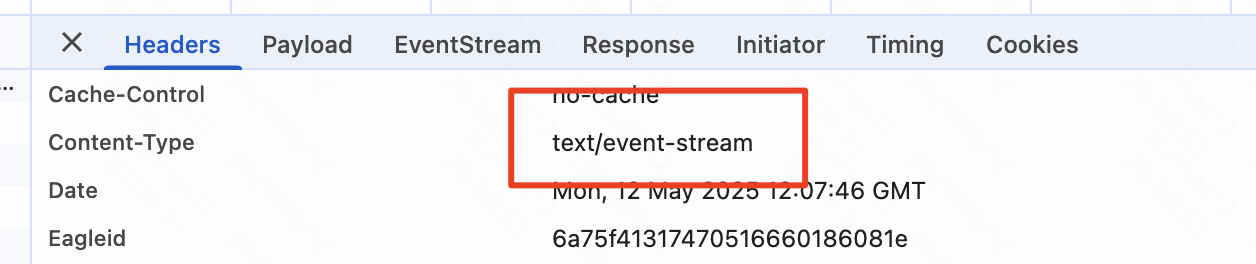 Headers Payload EventStream Response Initiator Timing Cookies
Cache-Control no-cache
Content-Type text/event-stream
Date Mon, 12 May 2025 12:07:46 GMT
Eagleid 6a75f41317470516660186081e